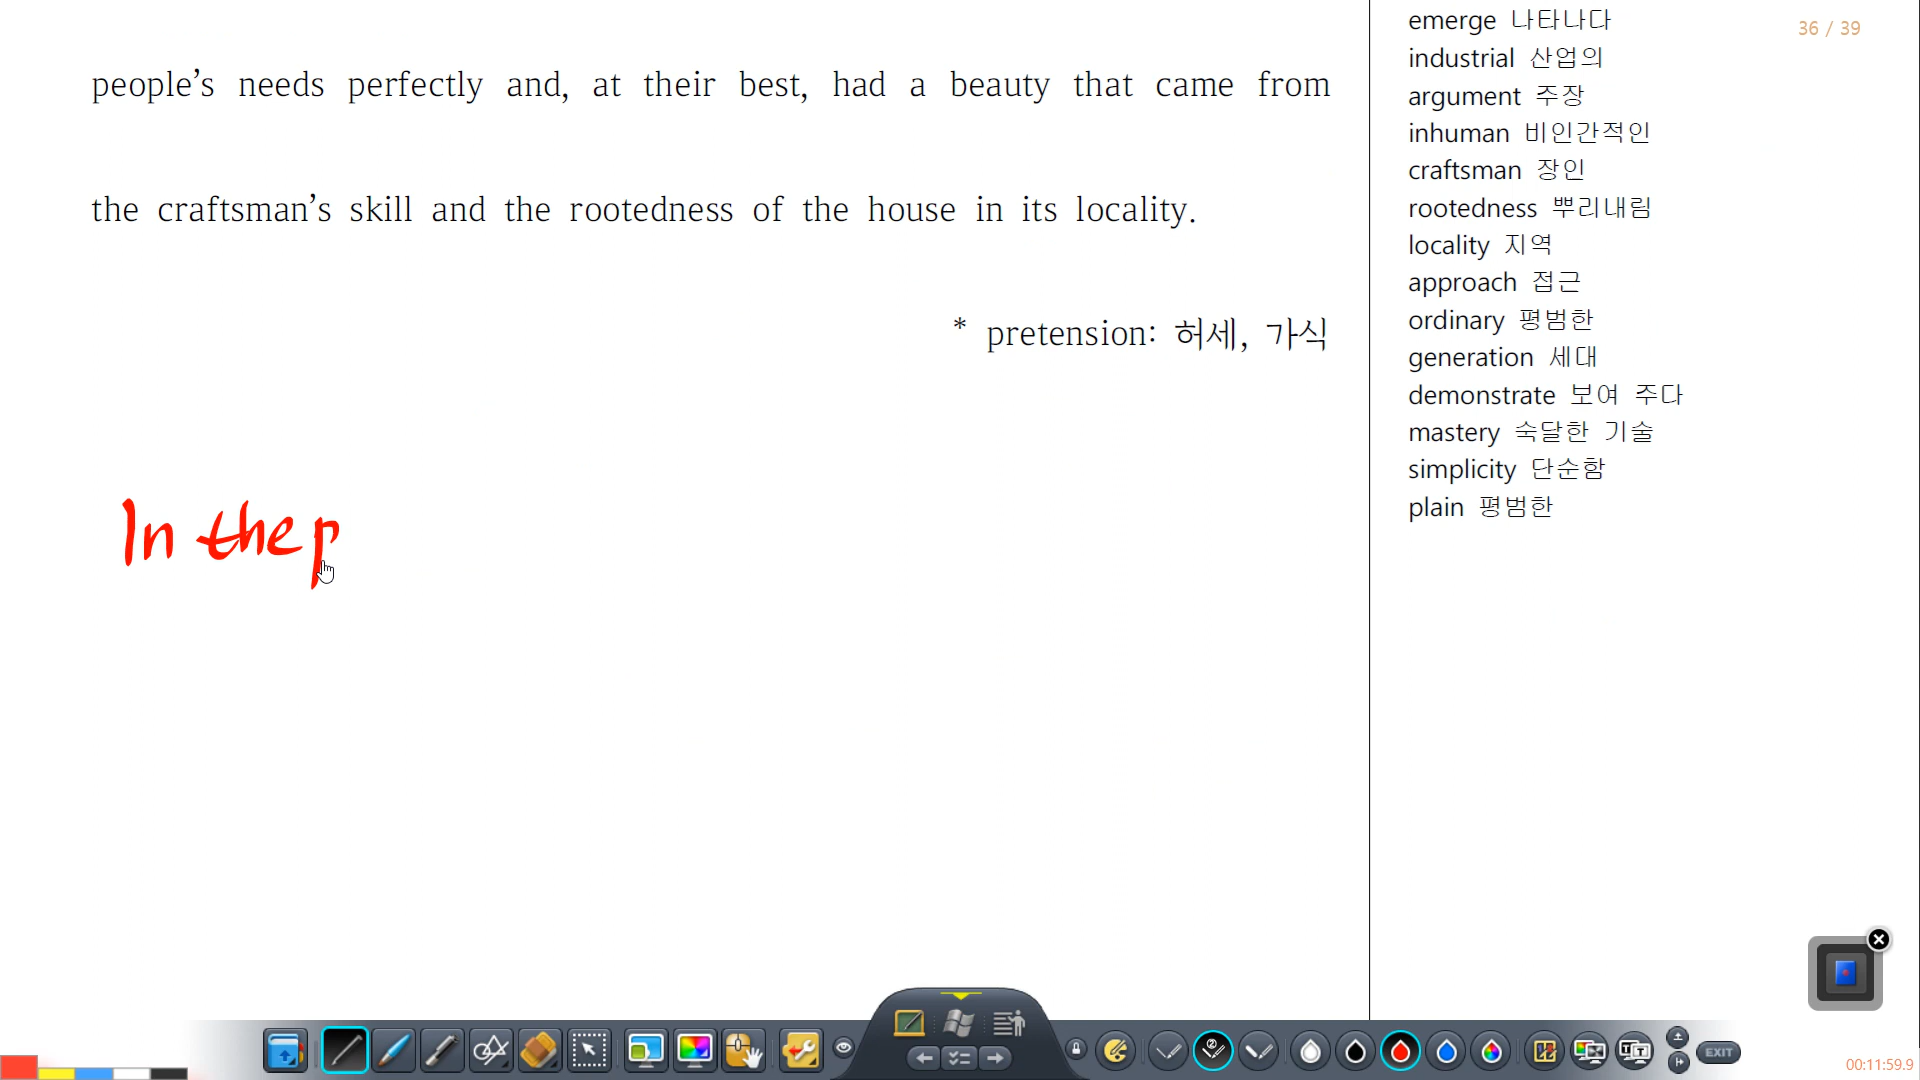 people's needs perfectly and, at their best, had a beauty that came from
the craftsman's skill and the rootedness of the house in its locality.
* pretension: 허세, 가식
In the p
emerge 나타나다
industrial 산업의
argument 주장
inhuman 비인간적인
craftsman 장인
rootedness 뿌리내림
locality 지역
approach 접근
ordinary 평범한
generation 세대
demonstrate 보여 주다
mastery 숙달한 기술
simplicity 단순함
plain 평범한
36 / 39
EXIT
00:11:59.9